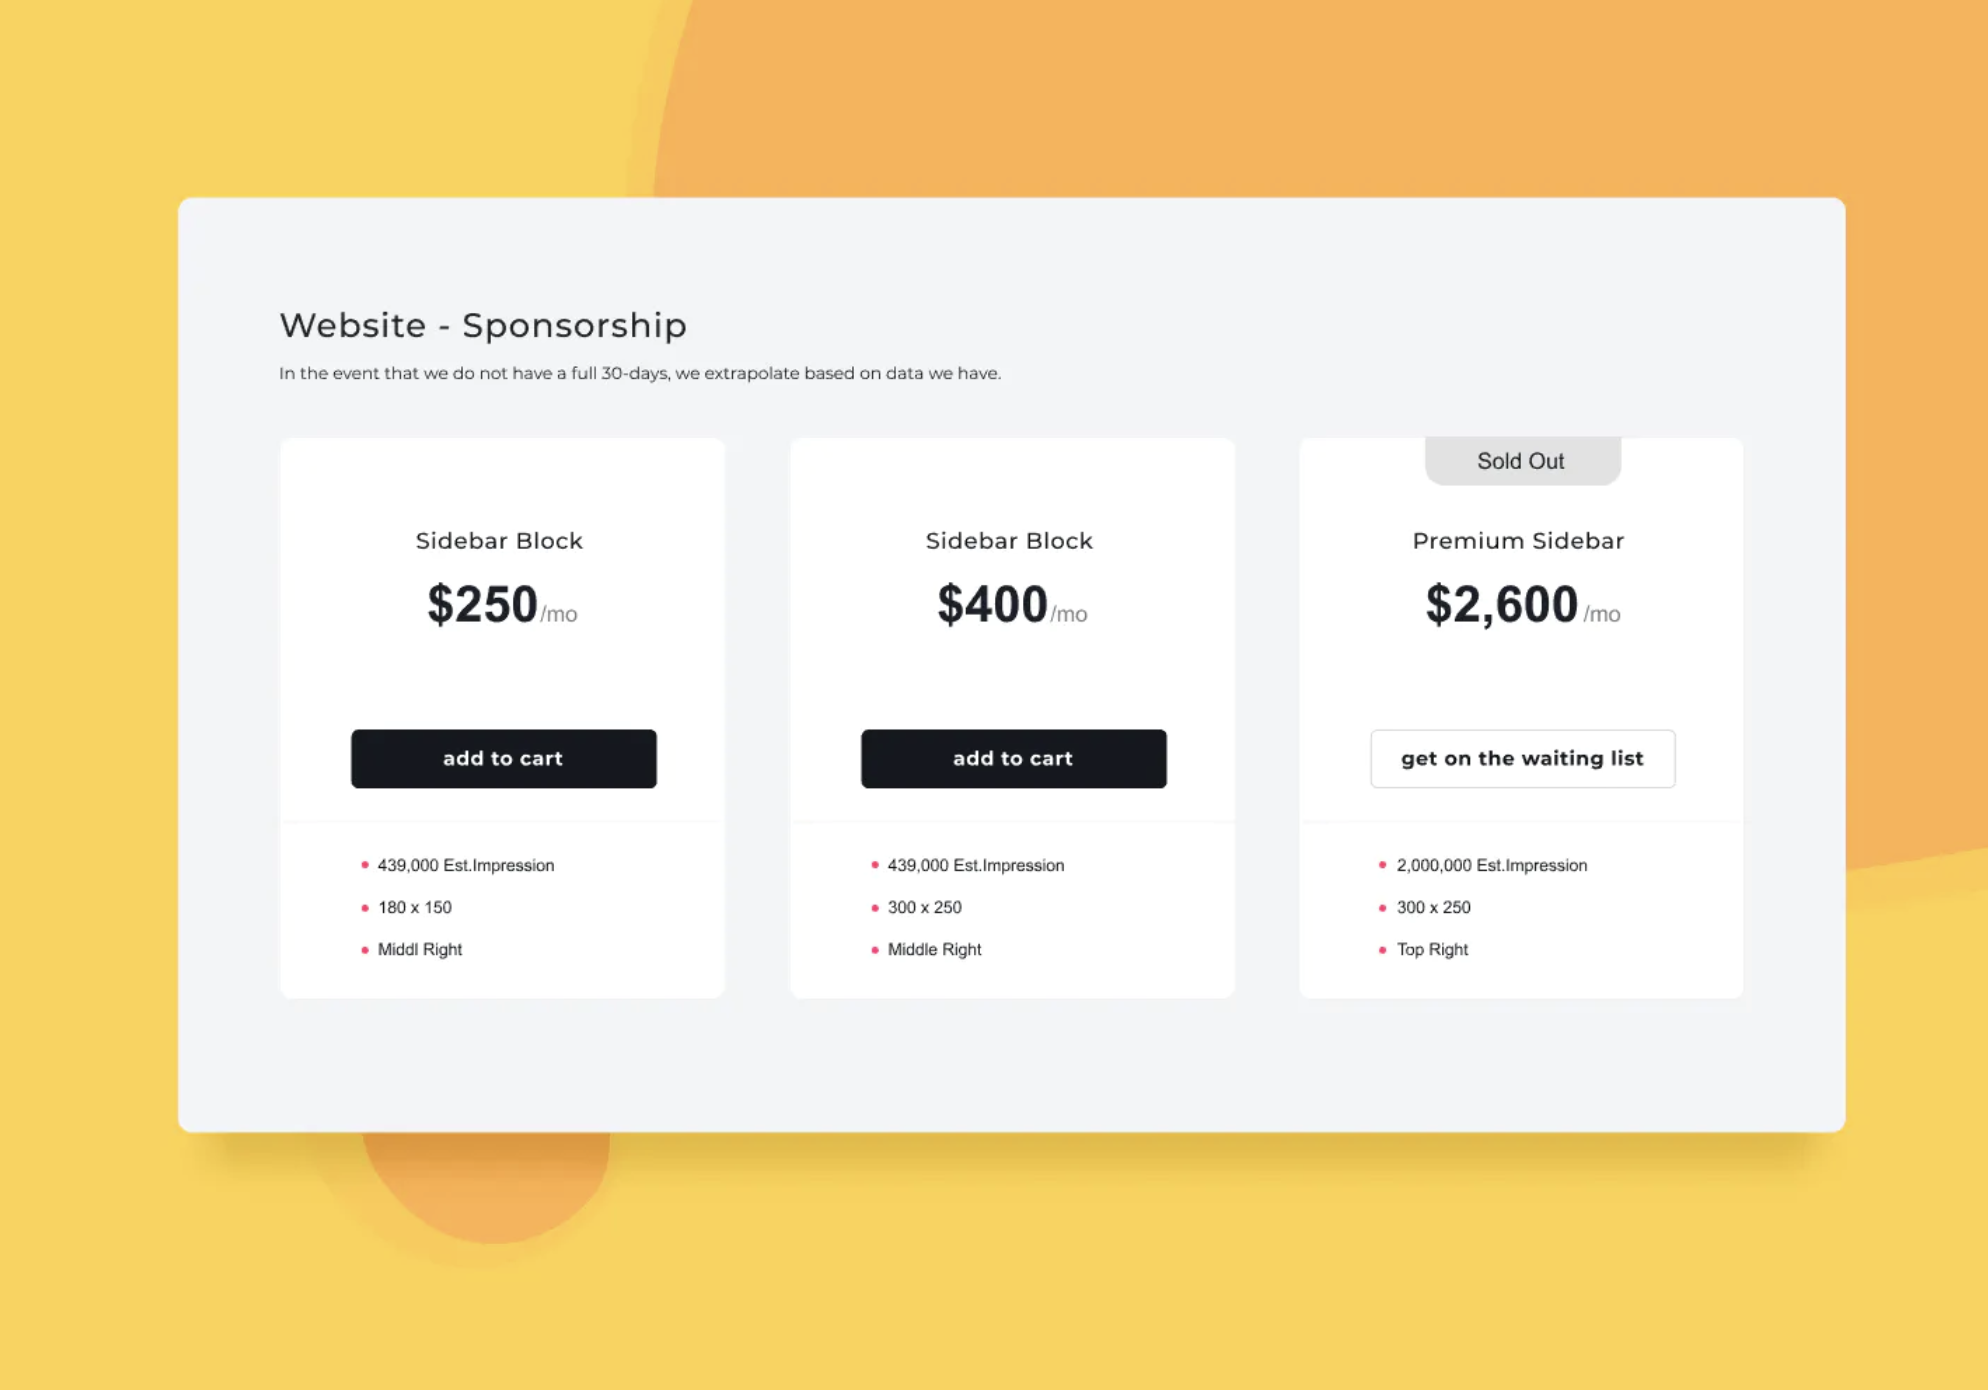 Website - Sponsorship
In the event that we do not have a full 30-days, we extrapolate based on data we have.
Sidebar Block
$250/mo
add to cart
439,000 Est.Impression
180 x 150
Middl Right
Sidebar Block
$400/mo
add to cart
439,000 Est.Impression
300 x 250
Middle Right
Sold Out
Premium Sidebar
$2,600/mo
get on the waiting list
2,000,000 Est.Impression
300 x 250
Top Right